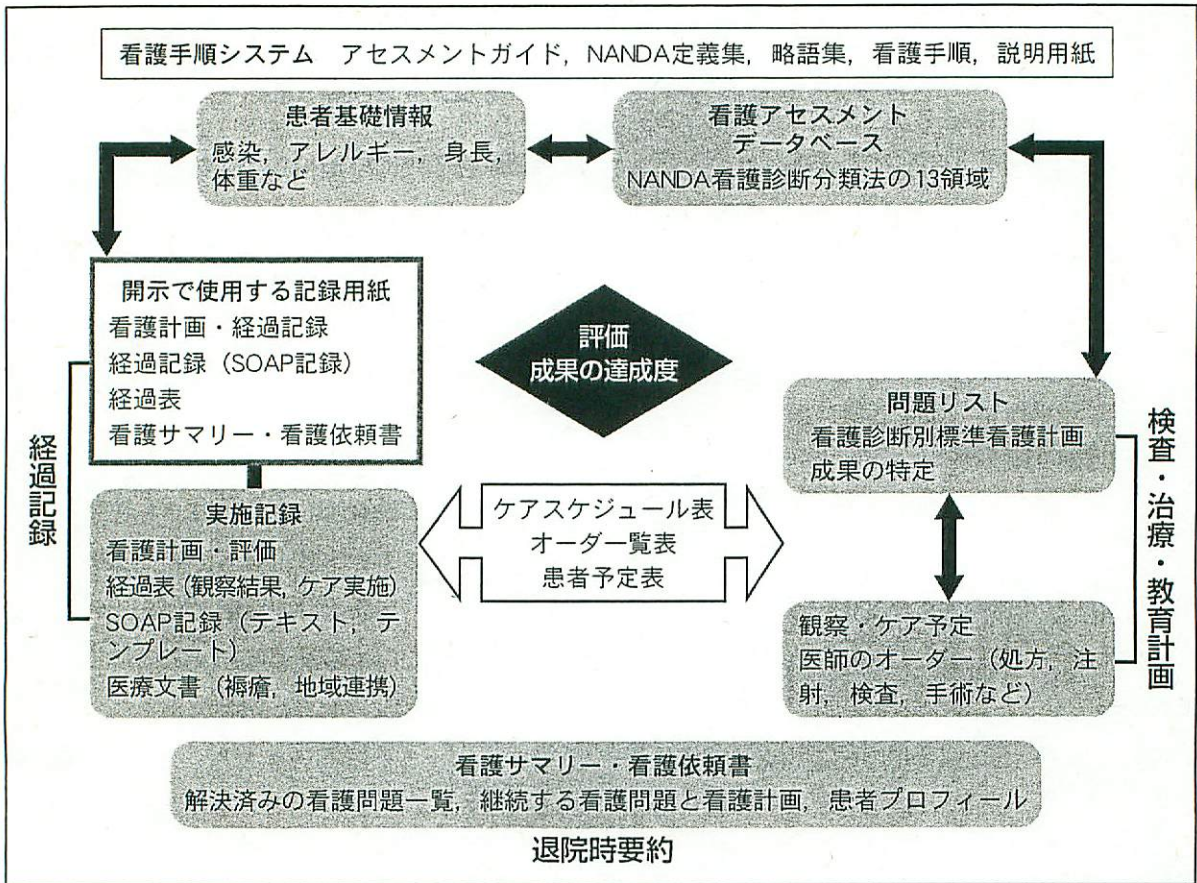 看護手順システム アセスメントガイド, NANDA定義集, 略語集, 看護手順, 説明用紙
患者基礎情報
感染, アレルギー, 身長,
体重など
看護アセスメント
データベース
NANDA看護診断分類法の13領域
開示で使用する記録用紙
看護計画・経過記録
経過記録（SOAP記録）
経過表
看護サマリー・看護依頼書
評価
成果の達成度
問題リスト
看護診断別標準看護計画
成果の特定
経過記録
検査・治療・教育計画
実施記録
看護計画・評価
経過表（観察結果, ケア実施）
SOAP記録（テキスト, テ
ンプレート）
医療文書（褥瘡, 地域連携）
ケアスケジュール表
オーダー覧表
患者予定表
観察・ケア予定
医師のオーダー（処方, 注
射, 検査, 手術など）
看護サマリー・看護依頼書
解決済みの看護問題一覧, 継続する看護問題と看護計画, 患者プロフィール
退院時要約